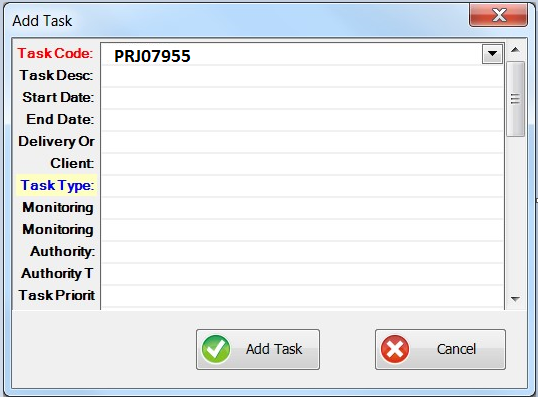 Add Task
Task Code: PRJ07955
Task Desc:
Start Date:
End Date:
Delivery Or
Client:
Task Type:
Monitoring
Monitoring
Authority:
Authority T
Task Priorit
Add Task Cancel